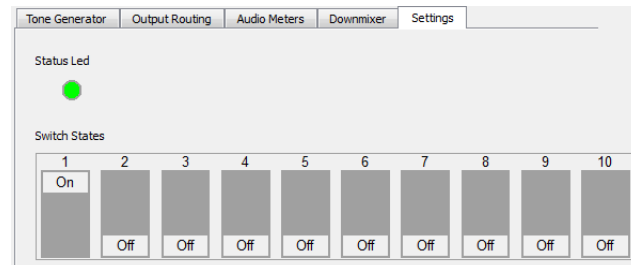 Tone Generator Output Routing Audio Meters Downmixer Settings
Status Led
Switch States
1 2 3 4 5 6 7 8 9 10
On
Off Off Off Off Off Off Off Off Off